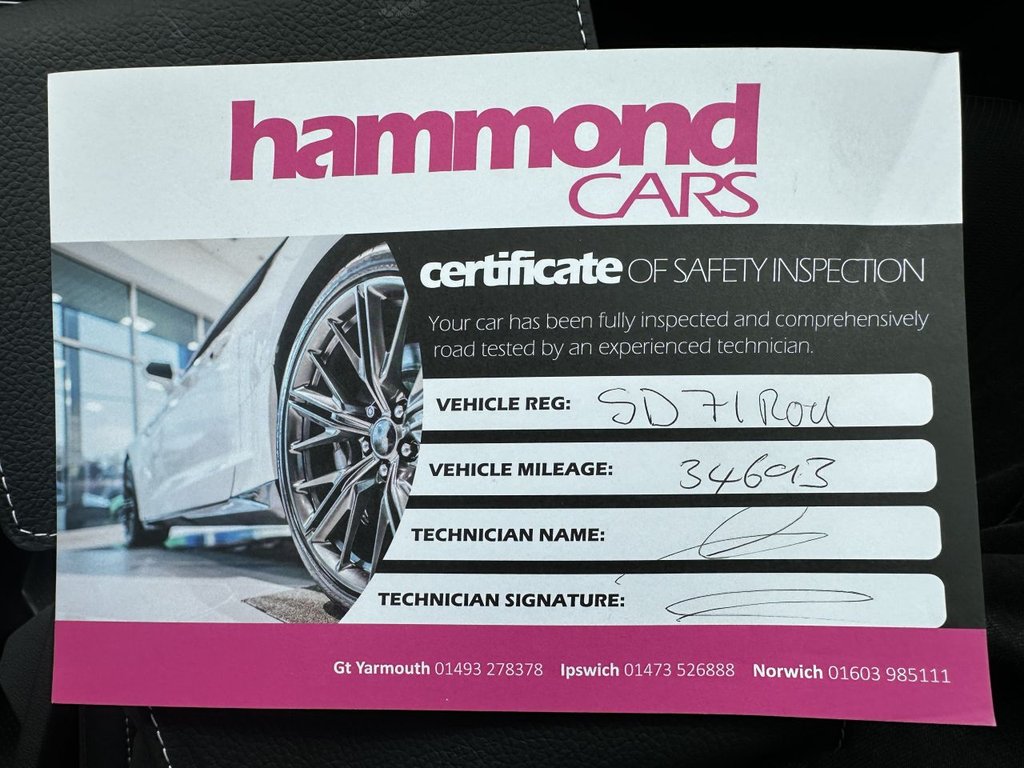 hammond
CARS
certificate OF SAFETY INSPECTION
Your car has been fully inspected and comprehensively
road tested by an experienced technician.
VEHICLE REG: SD71 ROU
VEHICLE MILEAGE: 34693
TECHNICIAN NAME:
TECHNICIAN SIGNATURE:
Gt Yarmouth 01493 278378 Ipswich 01473 526888 Norwich 01603 985111